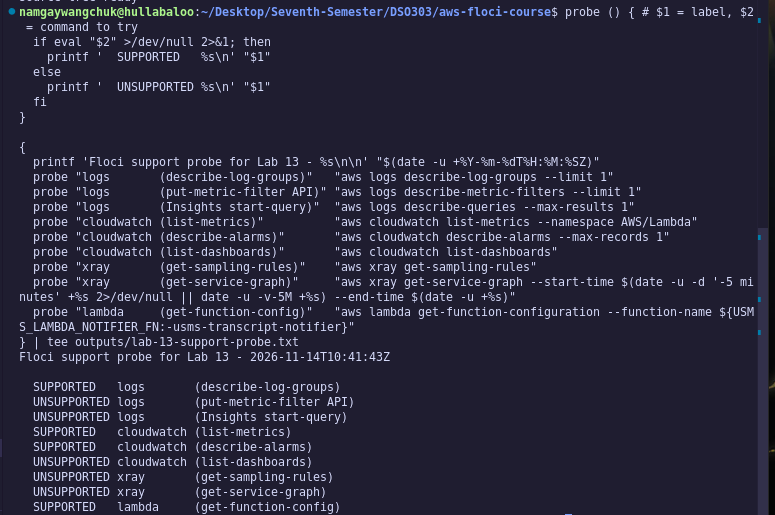 namgaywangchuk@hullabaloo:~/Desktop/Seventh-Semester/DSO303/aws-floci-course$ probe () { # $1 = label, $2
 = command to try
  if eval "$2" >/dev/null 2>&1; then
    printf '  SUPPORTED   %s\n' "$1"
  else
    printf '  UNSUPPORTED %s\n' "$1"
  fi
}

{
  printf 'Floci support probe for Lab 13 - %s\n\n' "$(date -u +%Y-%m-%dT%H:%M:%SZ)"
  probe "logs       (describe-log-groups)"   "aws logs describe-log-groups --limit 1"
  probe "logs       (put-metric-filter API)" "aws logs describe-metric-filters --limit 1"
  probe "logs       (Insights start-query)"  "aws logs describe-queries --max-results 1"
  probe "cloudwatch (list-metrics)"          "aws cloudwatch list-metrics --namespace AWS/Lambda"
  probe "cloudwatch (describe-alarms)"       "aws cloudwatch describe-alarms --max-records 1"
  probe "cloudwatch (list-dashboards)"       "aws cloudwatch list-dashboards"
  probe "xray       (get-sampling-rules)"    "aws xray get-sampling-rules"
  probe "xray       (get-service-graph)"     "aws xray get-service-graph --start-time $(date -u -d '-5 mi
nutes' +%s 2>/dev/null || date -u -v-5M +%s) --end-time $(date -u +%s)"
  probe "lambda     (get-function-config)"   "aws lambda get-function-configuration --function-name ${USM
S_LAMBDA_NOTIFIER_FN:-usms-transcript-notifier}"
} | tee outputs/lab-13-support-probe.txt
Floci support probe for Lab 13 - 2026-11-14T10:41:43Z

  SUPPORTED   logs       (describe-log-groups)
  UNSUPPORTED logs       (put-metric-filter API)
  UNSUPPORTED logs       (Insights start-query)
  SUPPORTED   cloudwatch (list-metrics)
  SUPPORTED   cloudwatch (describe-alarms)
  UNSUPPORTED cloudwatch (list-dashboards)
  UNSUPPORTED xray       (get-sampling-rules)
  UNSUPPORTED xray       (get-service-graph)
  SUPPORTED   lambda     (get-function-config)